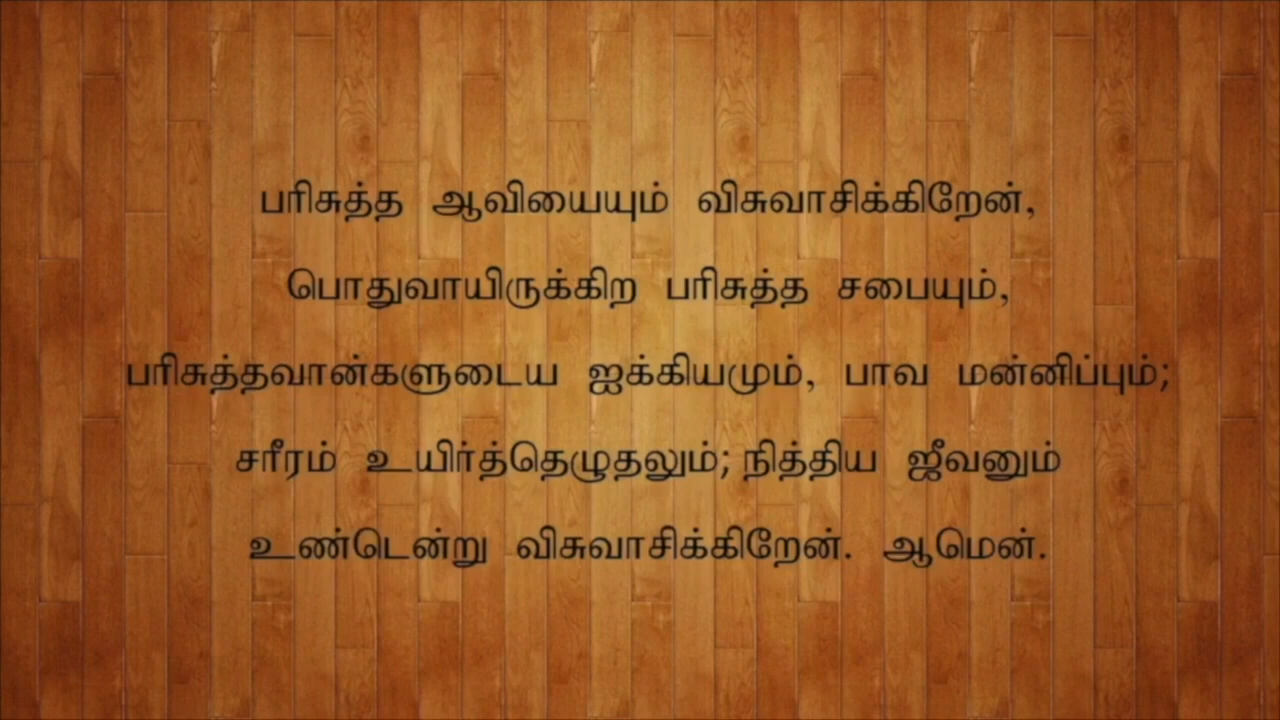 பரிசுத்த ஆவியையும் விசுவாசிக்கிறேன்,
பொதுவாயிருக்கிற பரிசுத்த சபையும்,
பரிசுத்தவான்களுடைய ஐக்கியமும், பாவ மன்னிப்பும்;
சரீரம் உயிர்த்தெழுதலும்; நித்திய ஜீவனும்
உண்டென்று விசுவாசிக்கிறேன். ஆமென்.